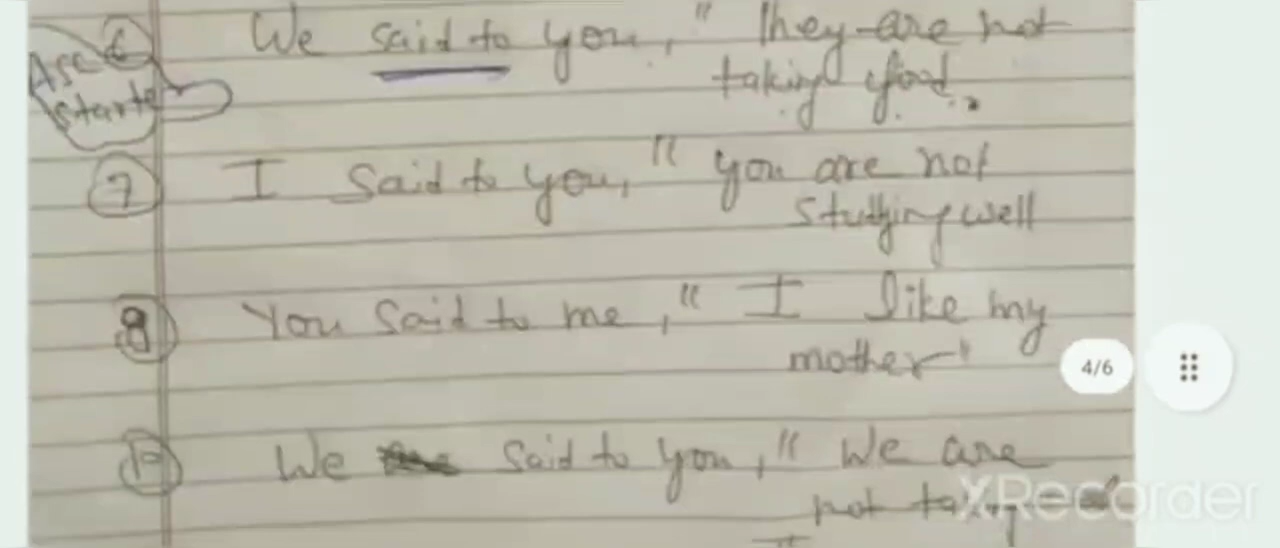 6 We said to you, " They are not
taking food."
Ase
starte
7 I said to you, " you are not
studying well
8 You said to me, " I like my
mother"
4/6
We said to you, " We are
not taking
XRecorder